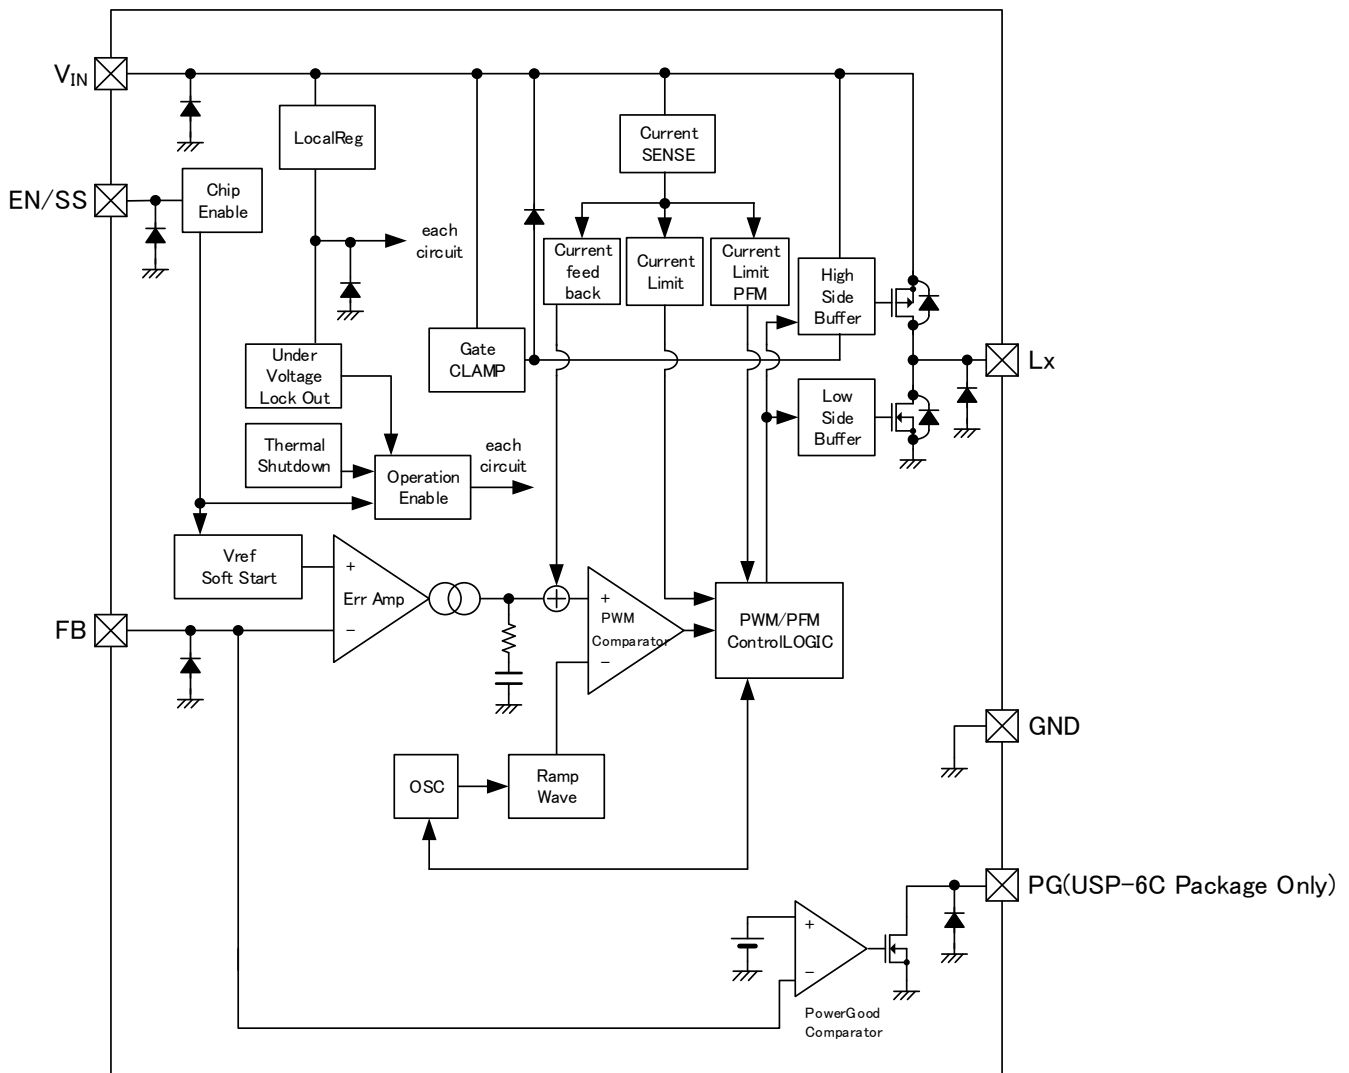 VIN
LocalReg
Current
SENSE
EN/SS
Chip
Enable
each
circuit
Current
feed
back
Current
Limit
Current
Limit
PFM
High
Side
Buffer
Under
Voltage
Lock Out
Gate
CLAMP
Lx
Low
Side
Buffer
Thermal
Shutdown
Operation
Enable
each
circuit
Vref
Soft Start
+
Err Amp
−
+
PWM
Comparator
−
PWM/PFM
ControlLOGIC
FB
GND
OSC
Ramp
Wave
PG(USP-6C Package Only)
+
−
PowerGood
Comparator